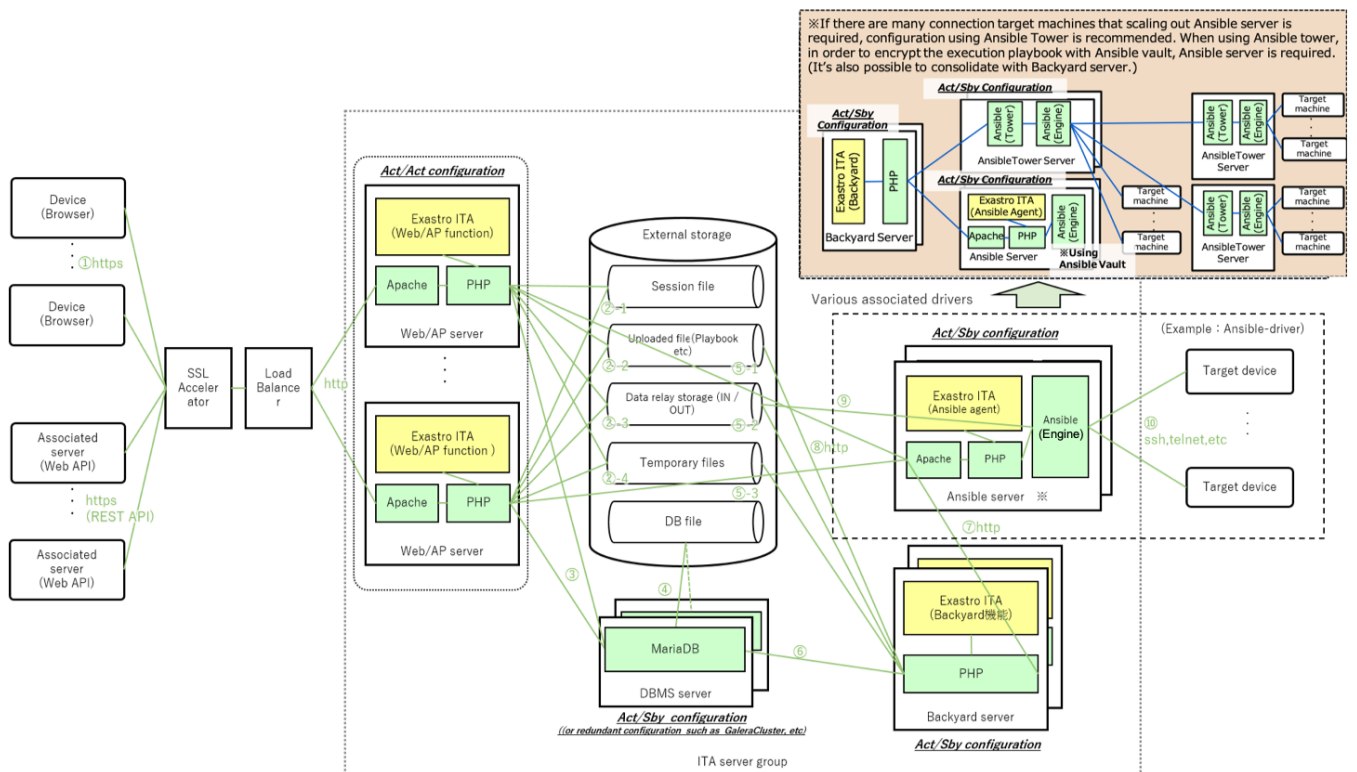 ※If there are many connection target machines that scaling out Ansible server is
required, configuration using Ansible Tower is recommended. When using Ansible tower,
in order to encrypt the execution playbook with Ansible vault, Ansible server is required.
(It's also possible to consolidate with Backyard server.)
Act/Sby Configuration
Act/Sby
Configuration
Exastro ITA
(Backyard)
PHP
Backyard Server
Ansible
(Tower)
Ansible
(Engine)
AnsibleTower Server
Act/Sby Configuration
Exastro ITA
(Ansible Agent)
Apache
PHP
Ansible
(Engine)
Ansible Server
※Using
Ansible Vault
Ansible
(Tower)
Ansible
(Engine)
AnsibleTower
Server
Target
machine
Target
machine
Target
machine
Target
machine
Ansible
(Tower)
Ansible
(Engine)
AnsibleTower
Server
Target
machine
Target
machine
Device
(Browser)
①https
Device
(Browser)
Associated
server
(Web API)
https
(REST API)
Associated
server
(Web API)
SSL
Acceler
ator
Load
Balance
r
http
Act/Act configuration
Exastro ITA
(Web/AP function)
Apache
PHP
Web/AP server
Exastro ITA
(Web/AP function )
Apache
PHP
Web/AP server
External storage
Session file
②-1
Uploaded file(Playbook
etc)
②-2
⑤-1
Data relay storage (IN /
OUT)
②-3
⑤-2
Temporary files
②-4
⑤-3
DB file
③
④
MariaDB
DBMS server
Act/Sby configuration
((or redundant configuration such as GaleraCluster, etc)
⑥
ITA server group
Various associated drivers
Act/Sby configuration
(Example：Ansible-driver)
⑨
⑧http
Exastro ITA
(Ansible agent)
Apache
PHP
Ansible
(Engine)
Ansible server ※
⑩
ssh,telnet,etc
Target device
Target device
⑦http
Exastro ITA
(Backyard機能)
PHP
Backyard server
Act/Sby configuration